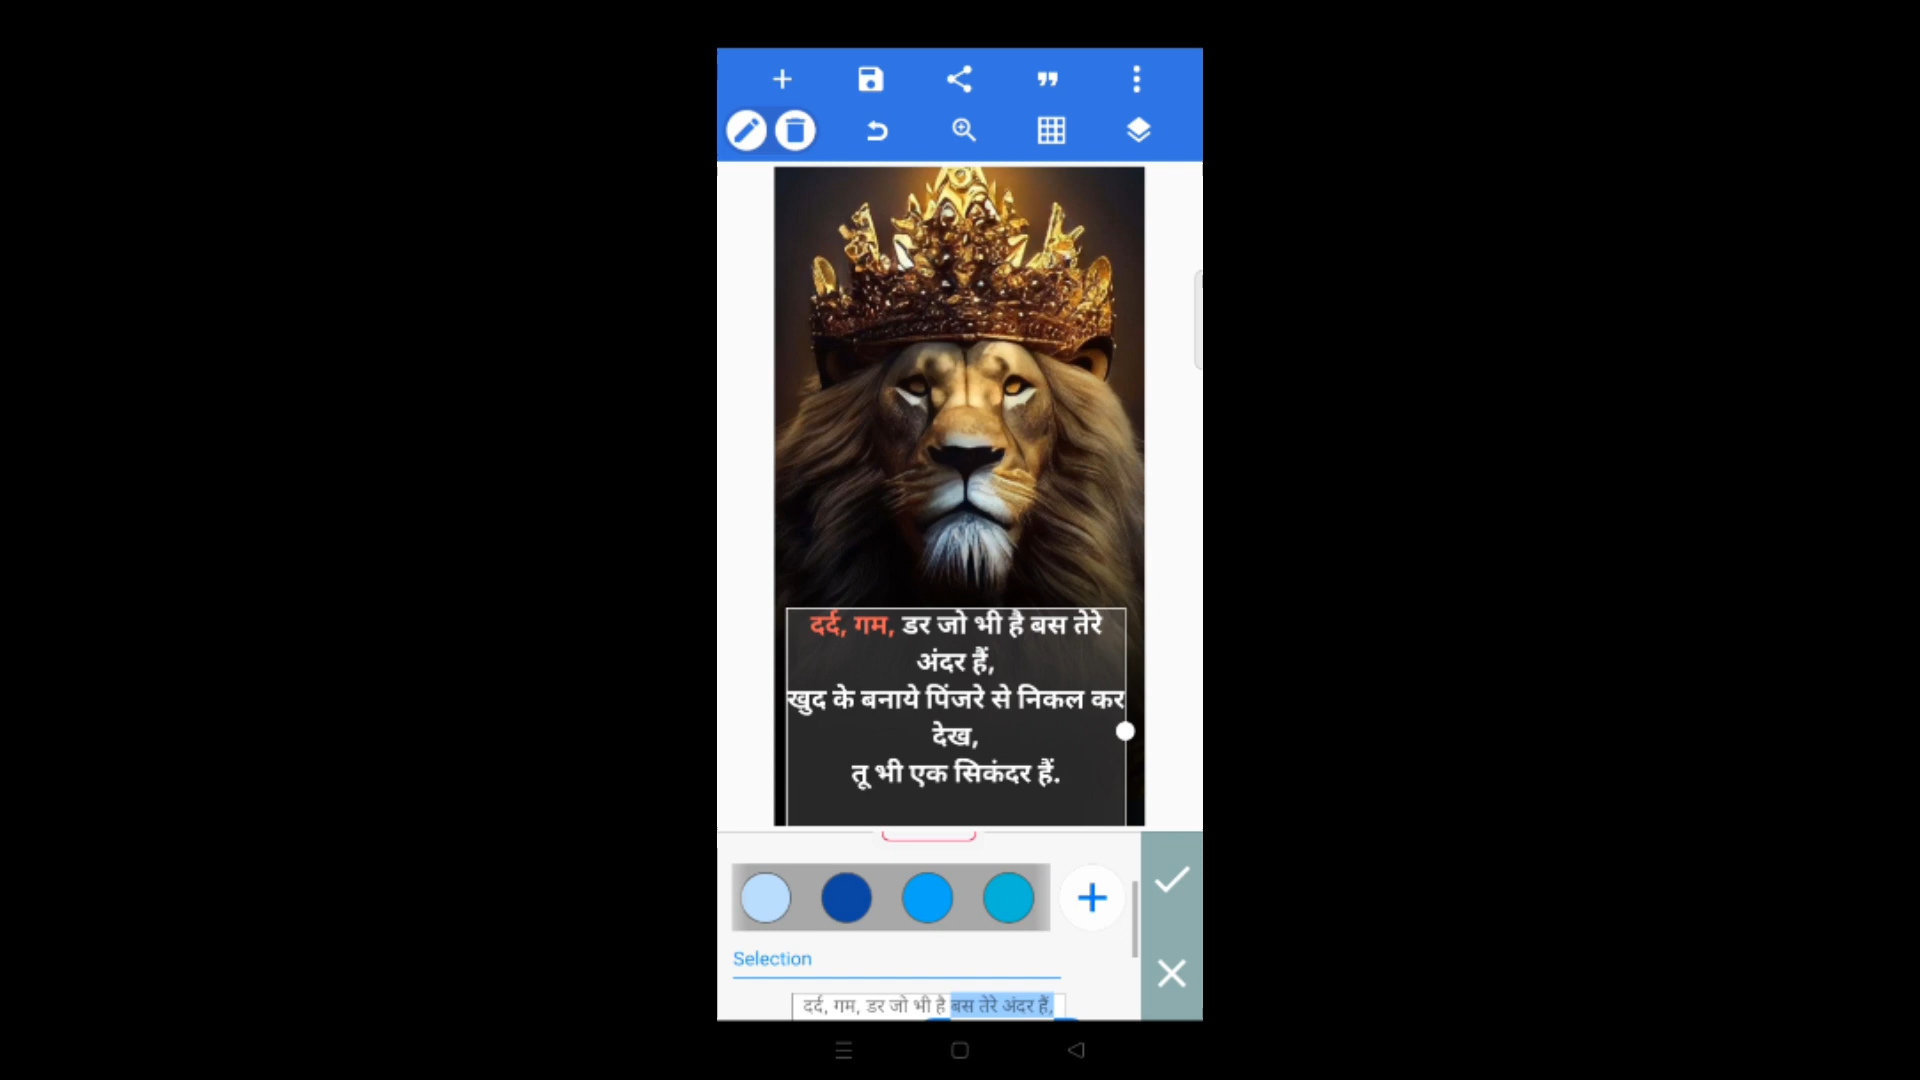 दर्द, गम, डर जो भी है बस तेरे
अंदर हैं,
खुद के बनाये पिंजरे से निकल कर
देख,
तू भी एक सिकंदर हैं.
Selection
दर्द, गम, डर जो भी है बस तेरे अंदर हैं,